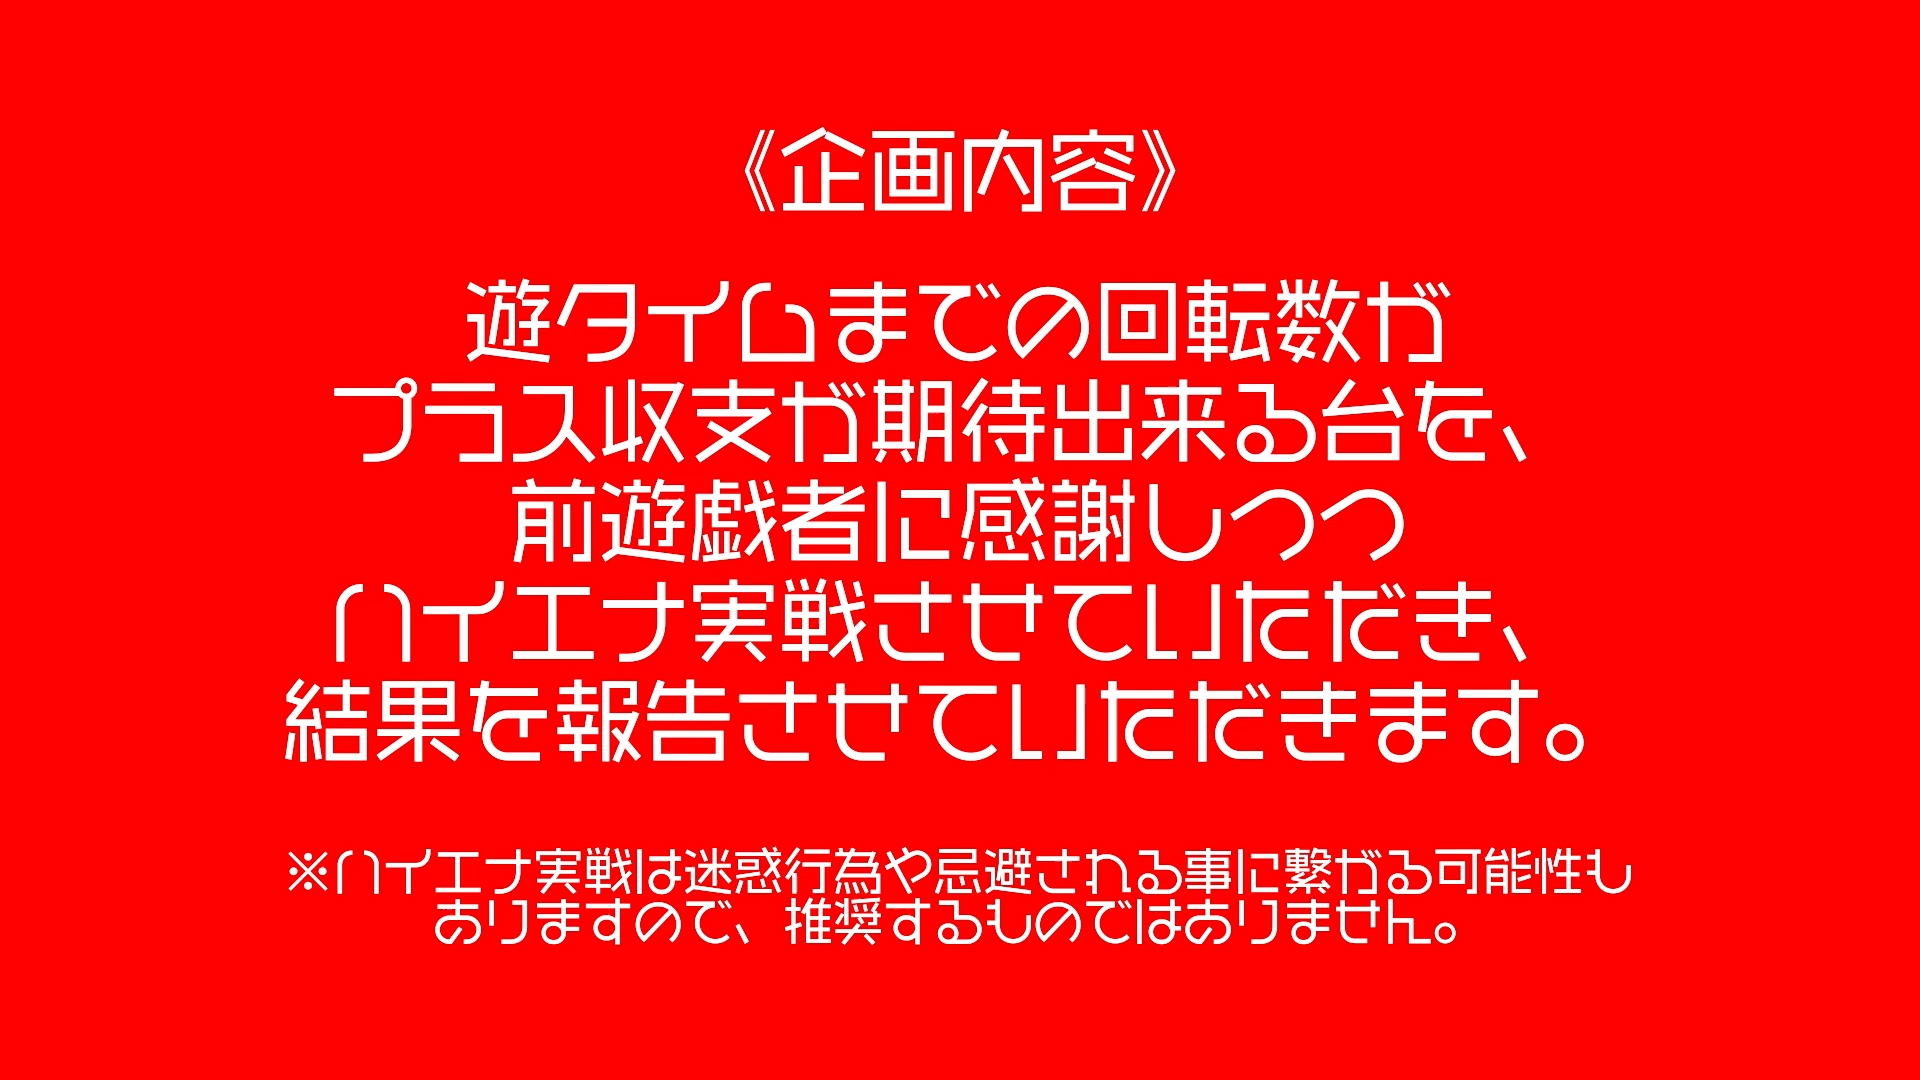 《企画内容》
遊タイムまでの回転数が
プラス収支が期待出来る台を、
前遊戯者に感謝しつつ
ハイエナ実戦させていただき、
結果を報告させていただきます。
※ハイエナ実戦は迷惑行為や忌避される事に繋がる可能性も
ありますので、推奨するものではありません。